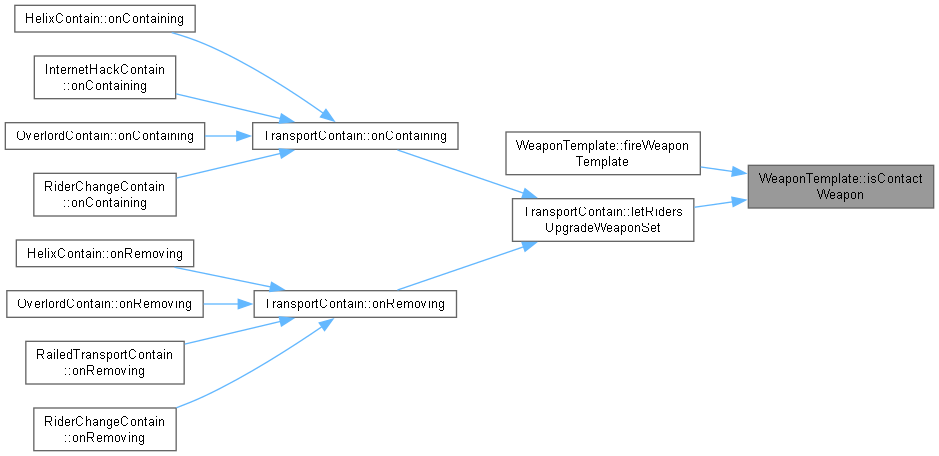 HelixContain::onContaining
InternetHackContain
::onContaining
OverlordContain::onContaining
RiderChangeContain
::onContaining
HelixContain::onRemoving
OverlordContain::onRemoving
RailedTransportContain
::onRemoving
RiderChangeContain
::onRemoving
TransportContain::onContaining
TransportContain::onRemoving
WeaponTemplate::fireWeapon
Template
TransportContain::letRiders
UpgradeWeaponSet
WeaponTemplate::isContact
Weapon